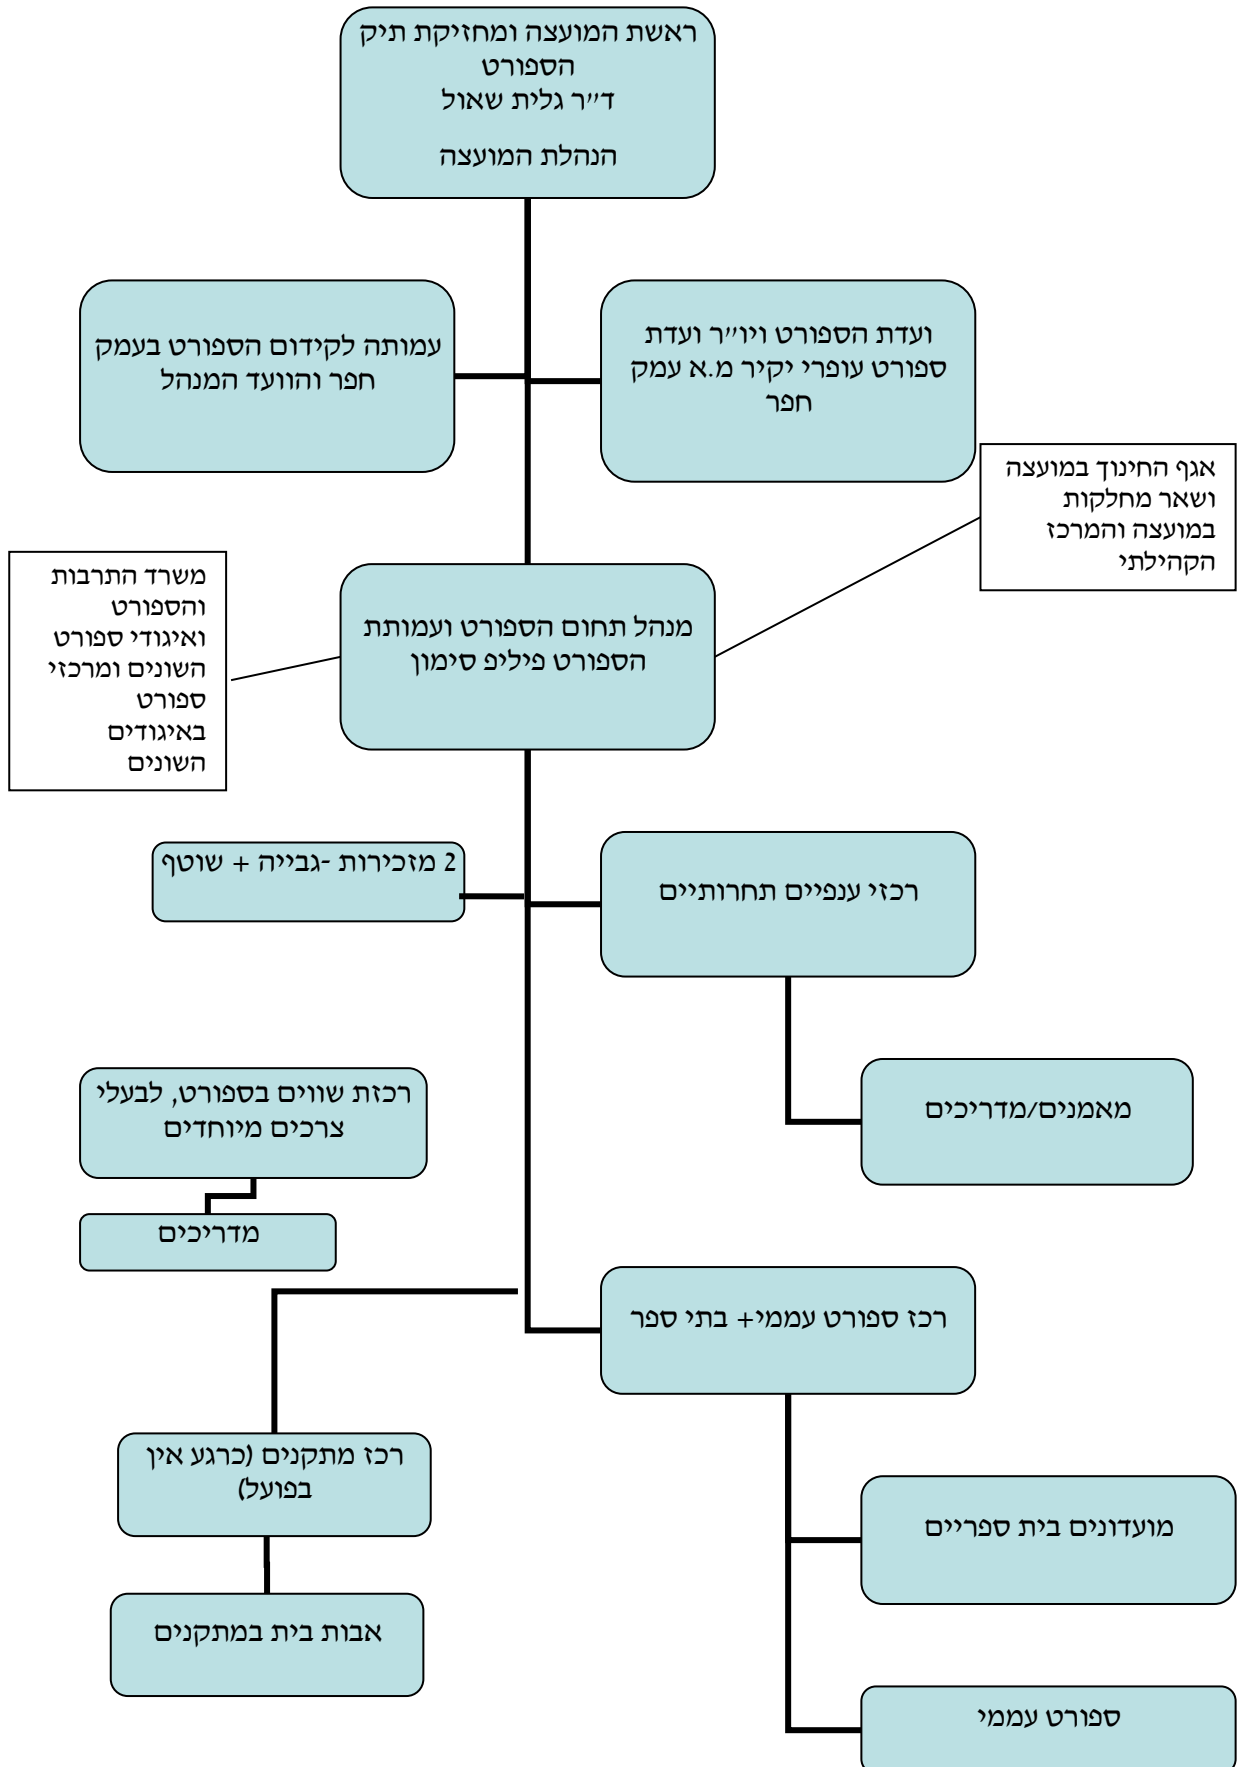 ראשת המועצה ומחזיקת תיק
הספורט
ד״ר גלית שאול
הנהלת המועצה
ועדת הספורט ויו״ר ועדת
ספורט עופרי יקיר מ.א עמק
חפר
עמותה לקידום הספורט בעמק
חפר והוועד המנהל
אגף החינוך במועצה
ושאר מחלקות
במועצה והמרכז
הקהילתי
מנהל תחום הספורט ועמותת
הספורט פיליפ סימון
משרד התרבות
והספורט
ואיגודי ספורט
השונים ומרכזי
ספורט
באיגודים
השונים
רכזי ענפיים תחרותיים
2 מזכירות -גבייה + שוטף
מאמנים/מדריכים
רכזת שווים בספורט, לבעלי
צרכים מיוחדים
מדריכים
רכז ספורט עממי+ בתי ספר
רכז מתקנים (כרגע אין
בפועל)
מועדונים בית ספריים
אבות בית במתקנים
ספורט עממי